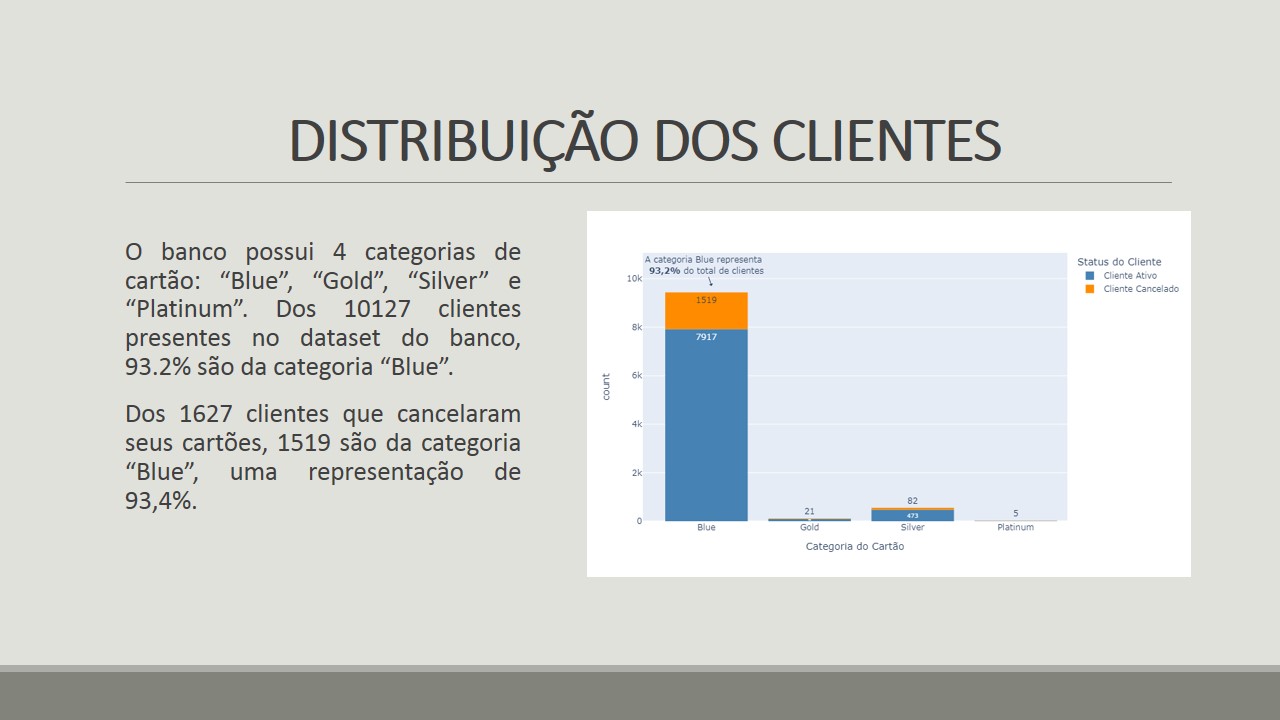 DISTRIBUIÇÃO DOS CLIENTES
O banco possui 4 categorias de
cartão: “Blue”, “Gold”, “Silver” e
“Platinum”. Dos 10127 clientes
presentes no dataset do banco,
93.2% são da categoria “Blue”.
Dos 1627 clientes que cancelaram
seus cartões, 1519 são da categoria
“Blue”, uma representação de
93,4%.
A categoria Blue representa
93,2% do total de clientes
10k
8k
6k
4k
2k
0
count
1519
7917
21
82
473
5
Blue
Gold
Silver
Platinum
Categoria do Cartão
Status do Cliente
Cliente Ativo
Cliente Cancelado